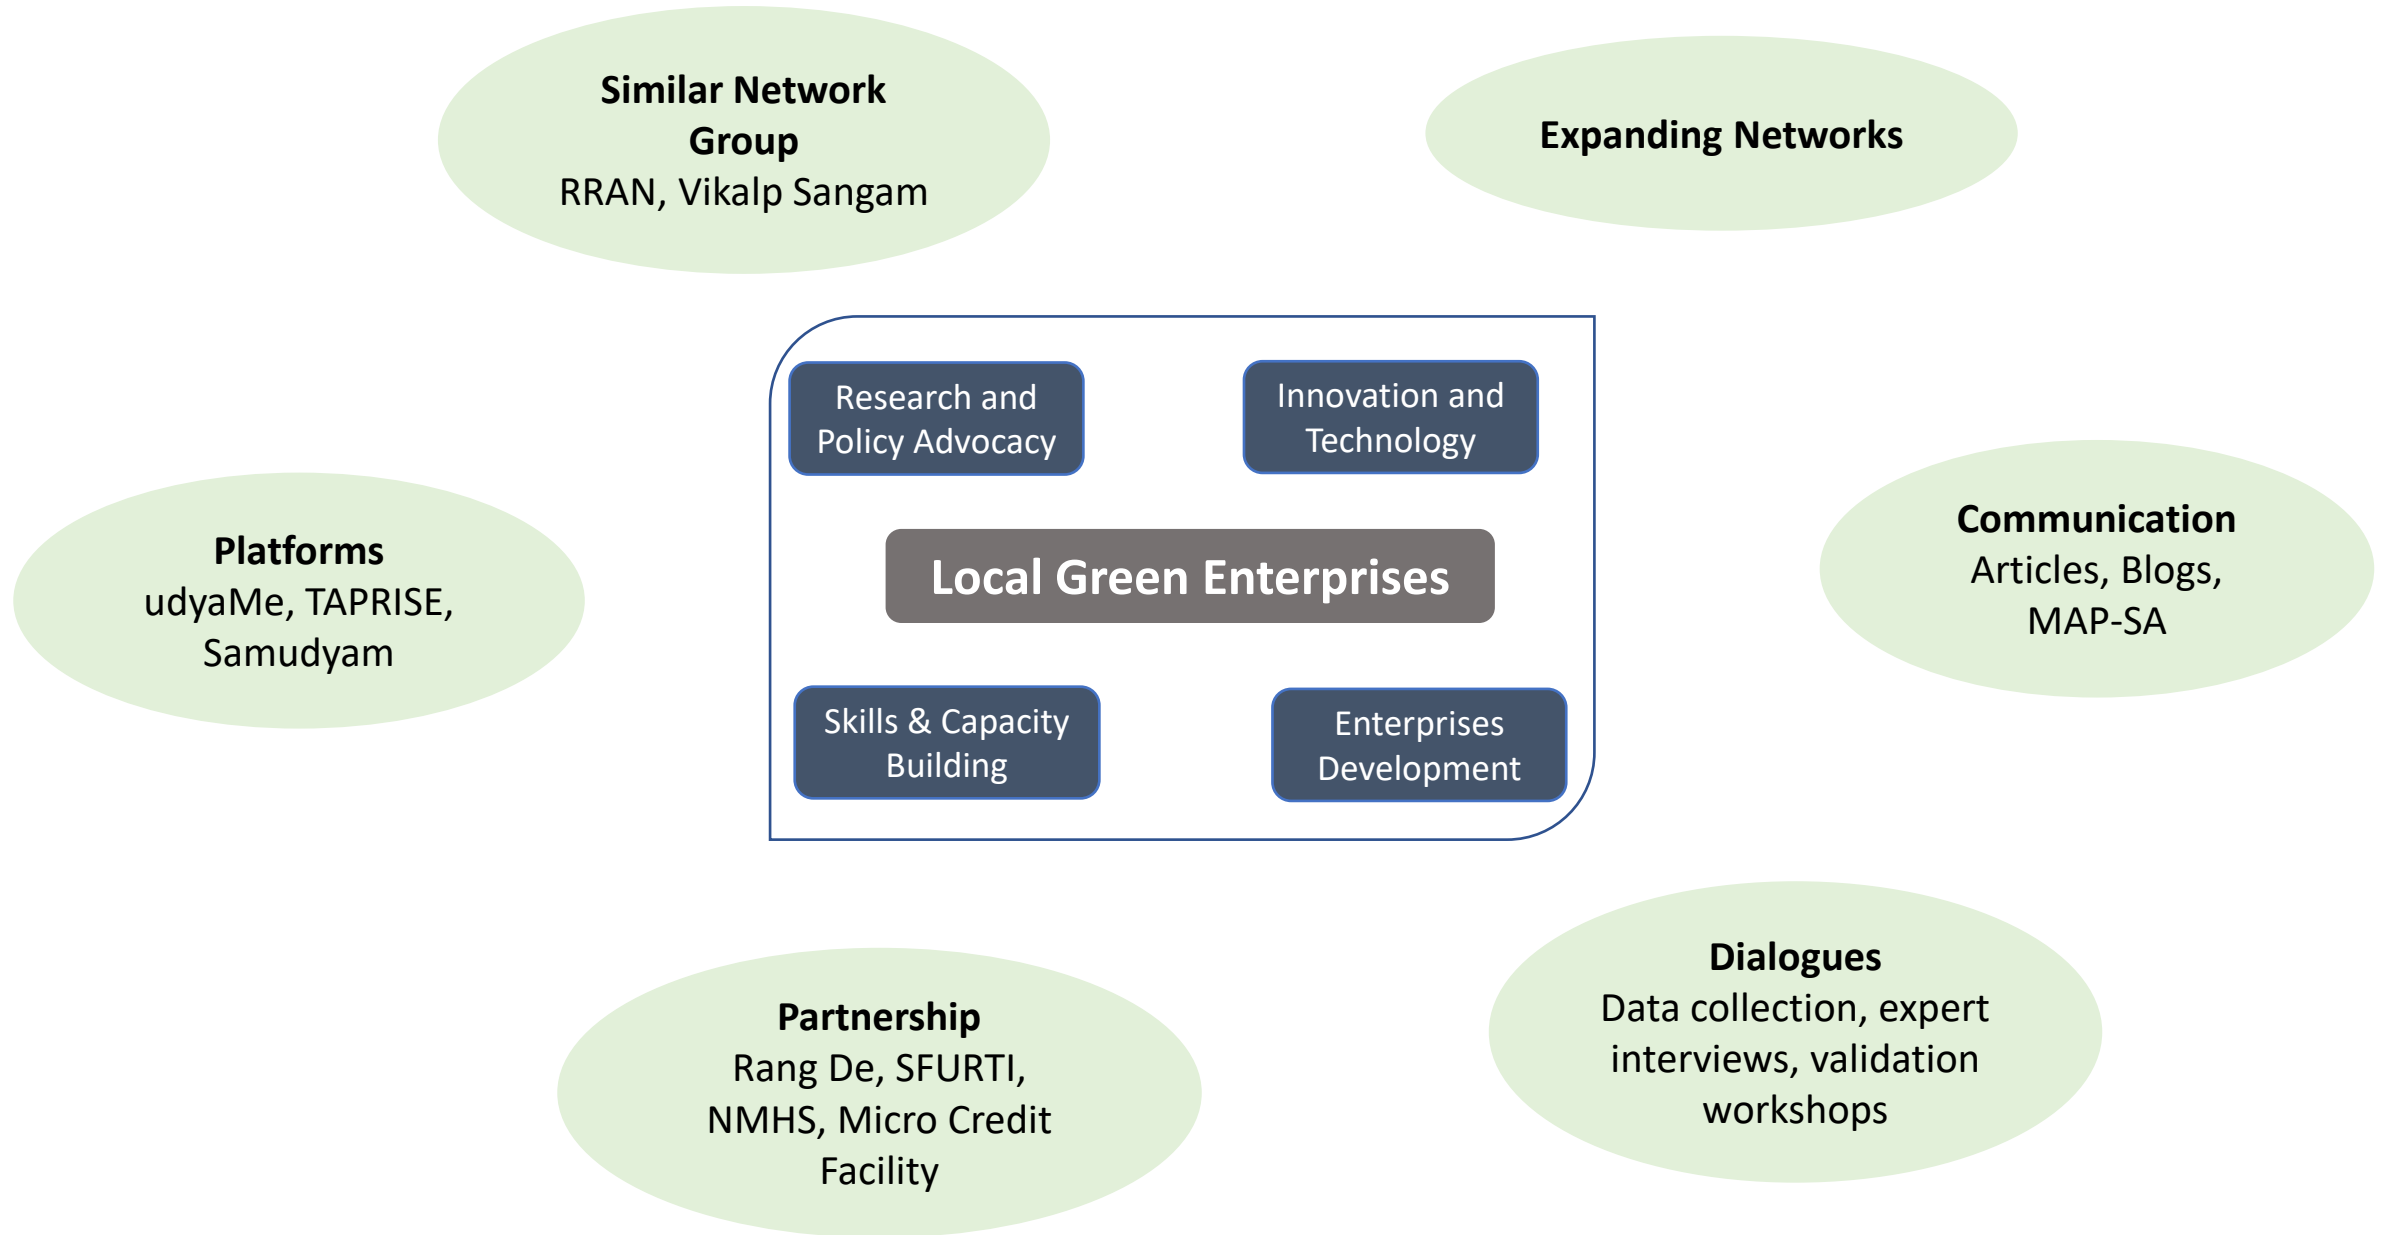 Similar Network
Group
RRAN, Vikalp Sangam
Expanding Networks
Research and
Policy Advocacy
Innovation and
Technology
Local Green Enterprises
Skills & Capacity
Building
Enterprises
Development
Platforms
udyaMe, TAPRISE,
Samudyam
Communication
Articles, Blogs,
MAP-SA
Partnership
Rang De, SFURTI,
NMHS, Micro Credit
Facility
Dialogues
Data collection, expert
interviews, validation
workshops